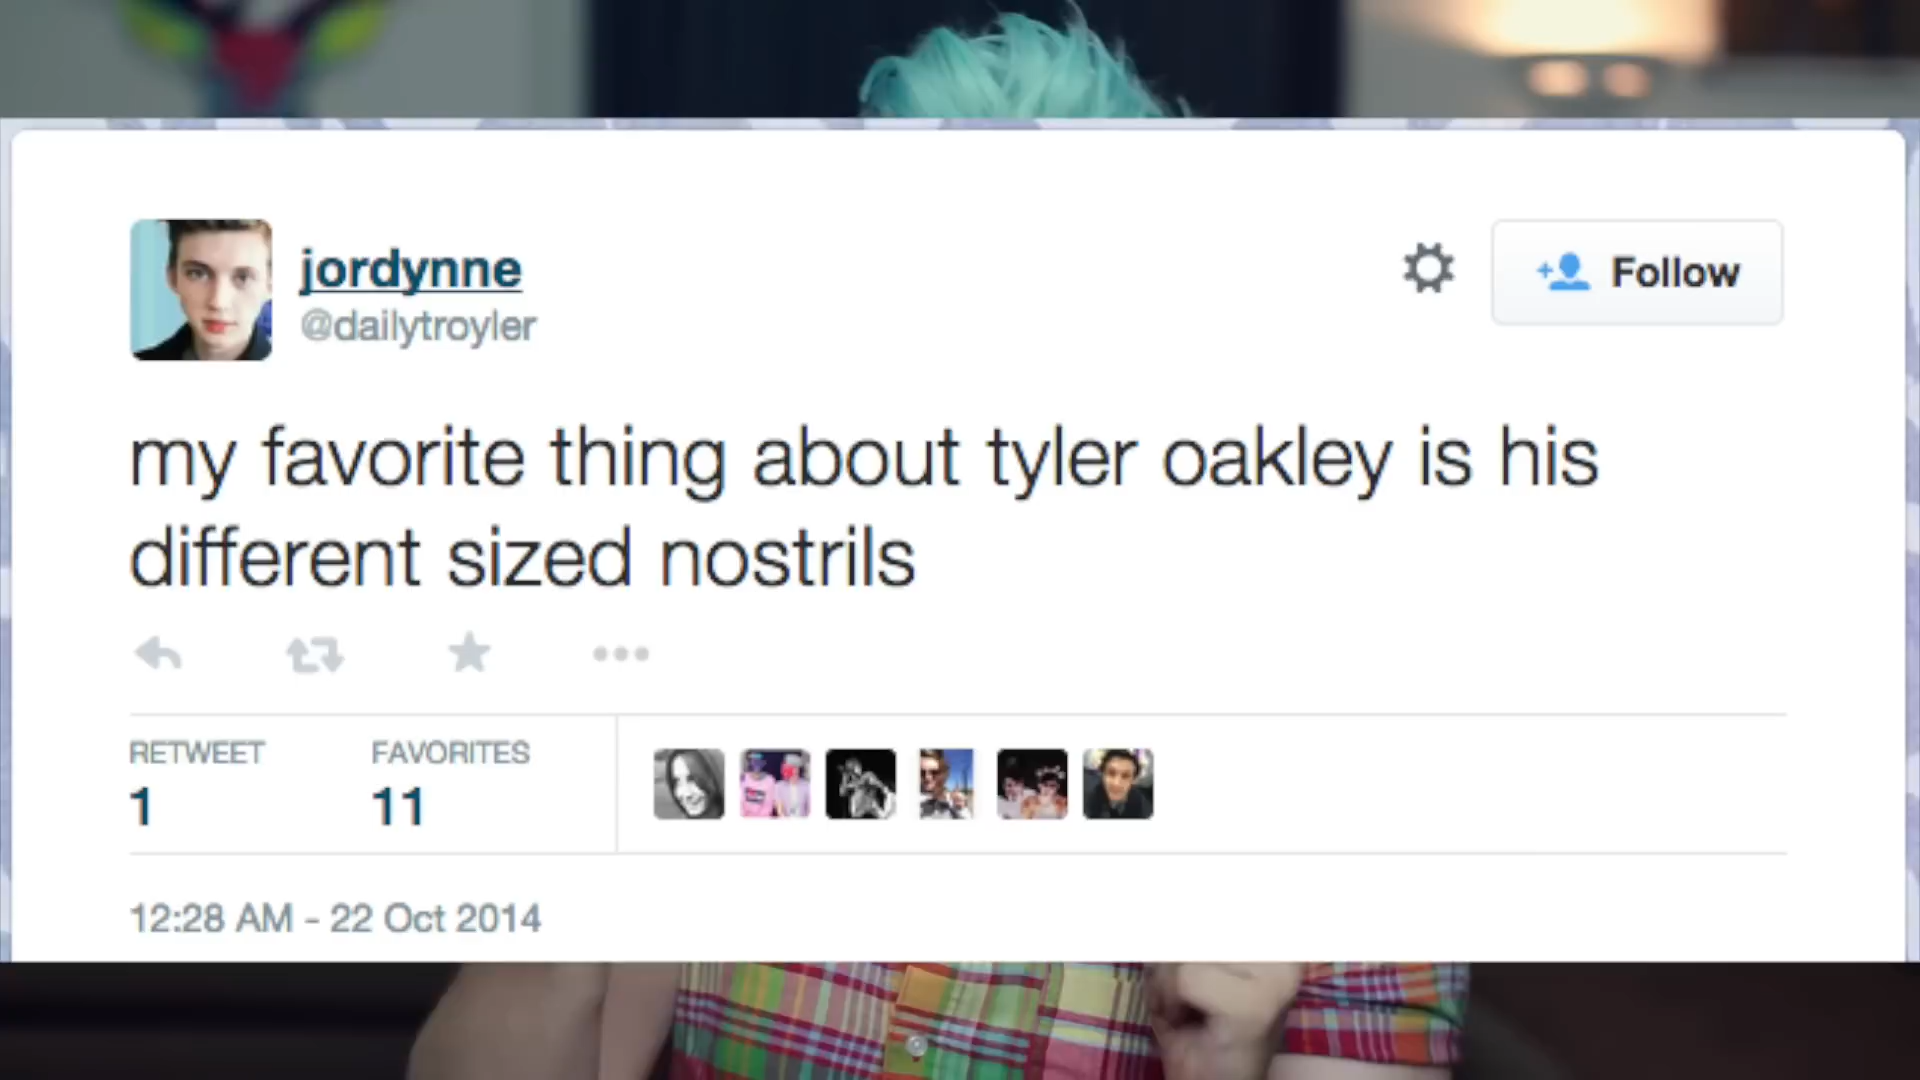 jordynne
@dailytroyler
Follow
my favorite thing about tyler oakley is his
different sized nostrils
RETWEET FAVORITES
1 11
12:28 AM - 22 Oct 2014